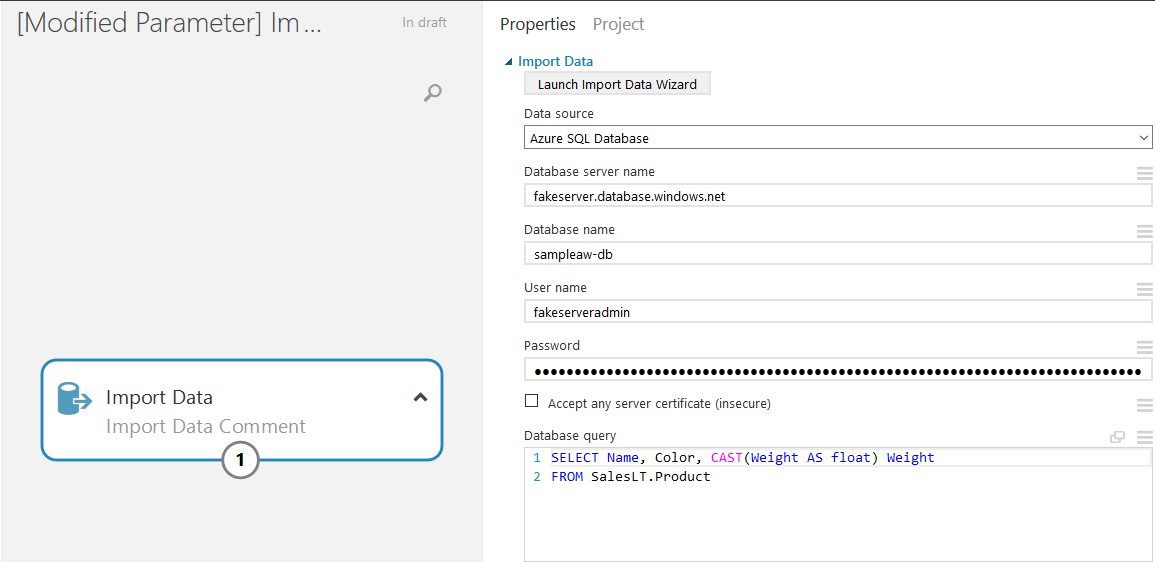 [Modified Parameter] Im...
In draft
Import Data
Import Data Comment
1
Properties Project
Import Data
Launch Import Data Wizard
Data source
Azure SQL Database
Database server name
fakeserver.database.windows.net
Database name
sampleaw-db
User name
fakeserveradmin
Password
Accept any server certificate (insecure)
Database query
1 SELECT Name, Color, CAST(Weight AS float) Weight
2 FROM SalesLT.Product